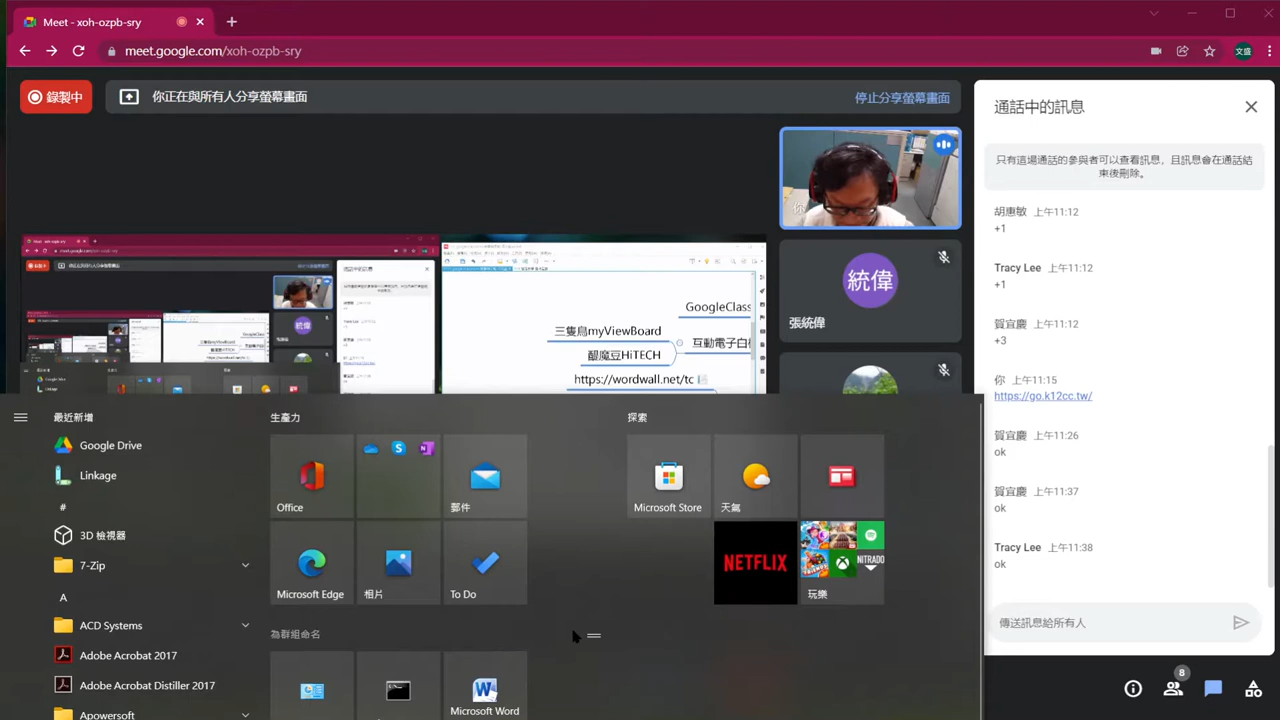 Meet - xoh-ozpb-sry
meet.google.com/xoh-ozpb-sry
文盛
錄製中
你正在與所有人分享螢幕畫面
停止分享螢幕畫面
通話中的訊息
只有這場通話的參與者可以查看訊息，且訊息會在通話結
束後刪除。
胡惠敏 上午11:12
+1
Tracy Lee 上午11:12
+1
賀宜慶 上午11:12
+3
你 上午11:15
https://go.k12cc.tw/
賀宜慶 上午11:26
ok
賀宜慶 上午11:37
ok
Tracy Lee 上午11:38
ok
傳送訊息給所有人
8
你
統偉
張統偉
GoogleClass
三隻鳥myViewBoard
醍摩豆HiTECH
互動電子白板
https://wordwall.net/tc
最近新增
Google Drive
Linkage
#
3D 檢視器
7-Zip
A
ACD Systems
Adobe Acrobat 2017
Adobe Acrobat Distiller 2017
Apowersoft
生產力
Office
郵件
Microsoft Edge
相片
To Do
為群組命名
Microsoft Word
探索
Microsoft Store
天氣
NETFLIX
NITRADO
玩樂